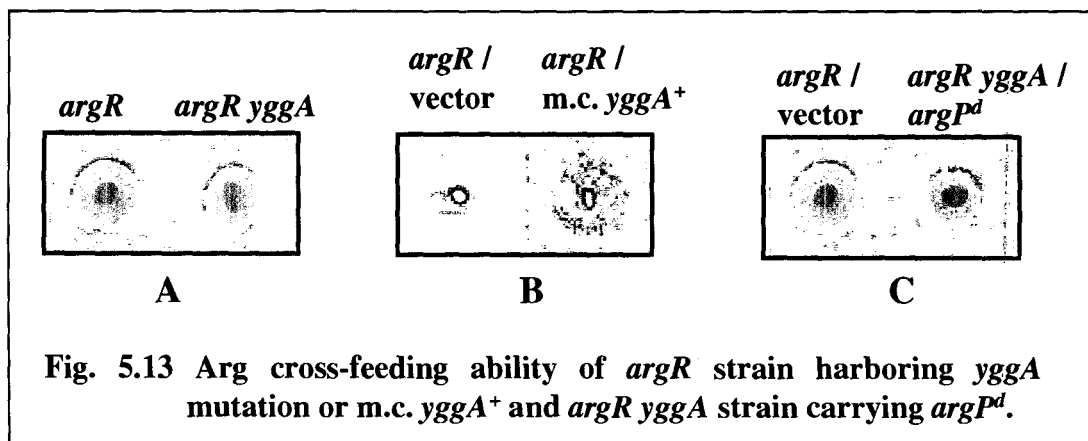 argR argR yggA
argR / vector argR / m.c. yggA⁺
argR / vector argR yggA / argPᵈ
A B C
Fig. 5.13 Arg cross-feeding ability of argR strain harboring yggA
mutation or m.c. yggA⁺ and argR yggA strain carrying argPᵈ.